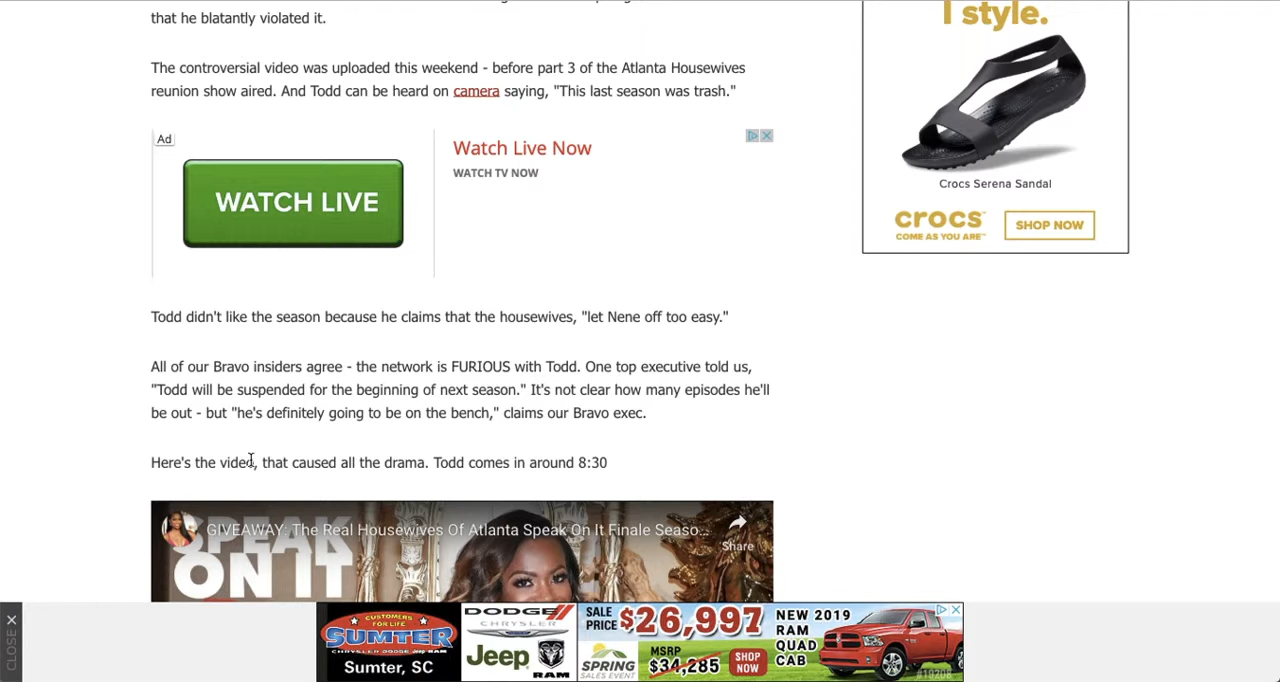 that he blatantly violated it.
The controversial video was uploaded this weekend - before part 3 of the Atlanta Housewives
reunion show aired. And Todd can be heard on camera saying, "This last season was trash."
Ad
WATCH LIVE
Watch Live Now
WATCH TV NOW
Todd didn't like the season because he claims that the housewives, "let Nene off too easy."
All of our Bravo insiders agree - the network is FURIOUS with Todd. One top executive told us,
"Todd will be suspended for the beginning of next season." It's not clear how many episodes he'll
be out - but "he's definitely going to be on the bench," claims our Bravo exec.
Here's the video, that caused all the drama. Todd comes in around 8:30
GIVEAWAY: The Real Housewives Of Atlanta Speak On It Finale Seaso...
Share
SPEAK
ON IT
I style.
Crocs Serena Sandal
crocs™
COME AS YOU ARE™
SHOP NOW
CLOSE X
CUSTOMERS
FOR LIFE
SUMTER
CHRYSLER DODGE JEEP RAM
Sumter, SC
DODGE
CHRYSLER
Jeep
RAM
SALE
PRICE $26,997
MSRP
$34,285
SPRING
SALES EVENT
SHOP
NOW
NEW 2019
RAM
QUAD
CAB
#19208